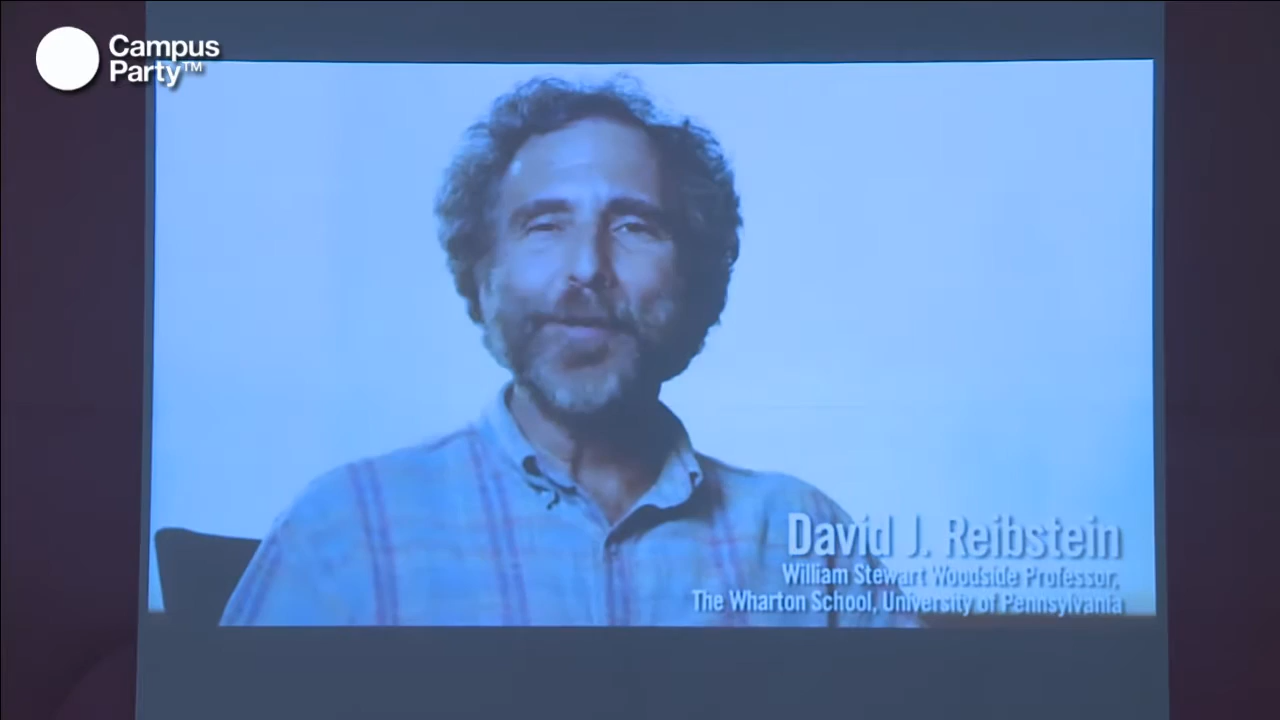 Campus
Party™
David J. Reibstein
William Stewart Woodside Professor,
The Wharton School, University of Pennsylvania